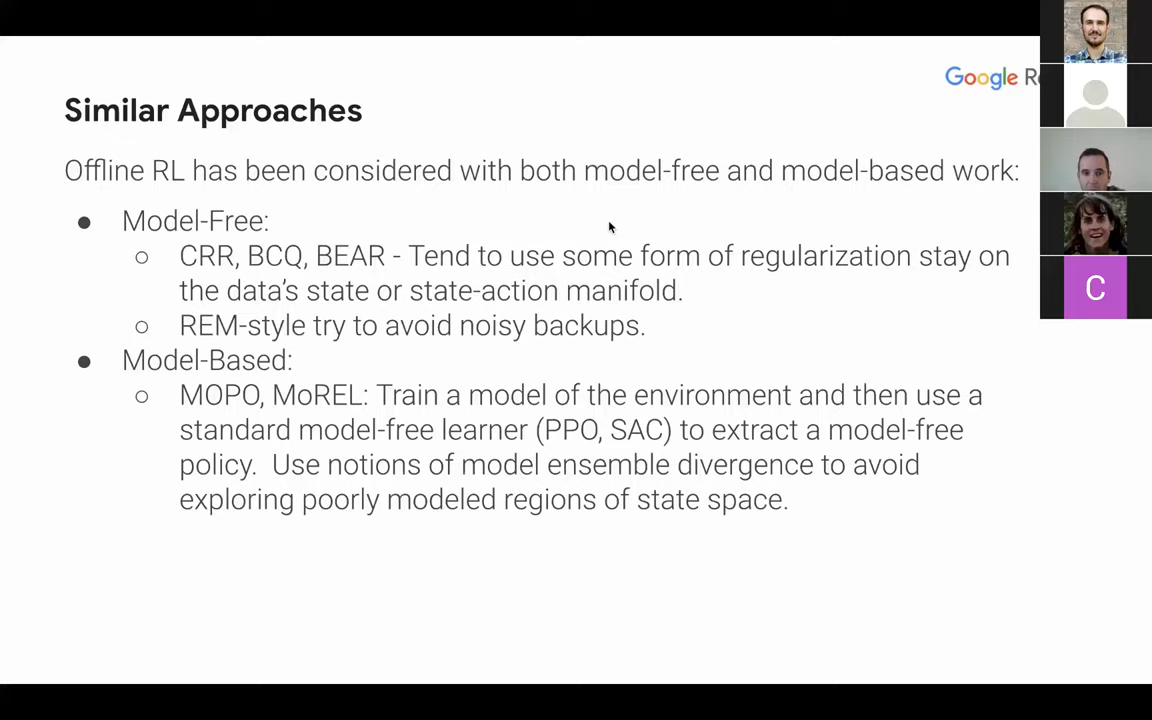 Google
Similar Approaches
Offline RL has been considered with both model-free and model-based work:
● Model-Free:
○ CRR, BCQ, BEAR - Tend to use some form of regularization stay on
the data's state or state-action manifold.
○ REM-style try to avoid noisy backups.
● Model-Based:
○ MOPO, MoREL: Train a model of the environment and then use a
standard model-free learner (PPO, SAC) to extract a model-free
policy. Use notions of model ensemble divergence to avoid
exploring poorly modeled regions of state space.
C